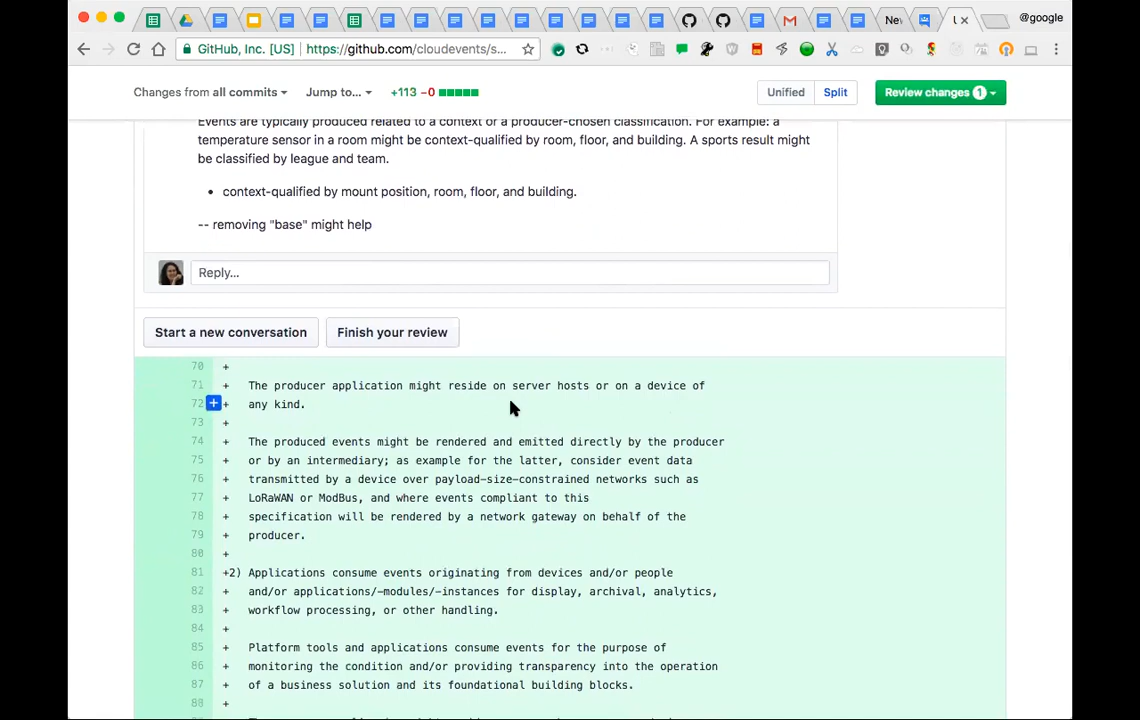 Nev
U
@google
GitHub, Inc. [US]
https://github.com/cloudevents/s...
Changes from all commits
Jump to...
+113 −0
Unified
Split
Review changes 1
Events are typically produced related to a context or a producer-chosen classification. For example: a
temperature sensor in a room might be context-qualified by room, floor, and building. A sports result might
be classified by league and team.
• context-qualified by mount position, room, floor, and building.
-- removing "base" might help
Reply...
Start a new conversation
Finish your review
70 +
71 + The producer application might reside on server hosts or on a device of
72 + + any kind.
73 +
74 + The produced events might be rendered and emitted directly by the producer
75 + or by an intermediary; as example for the latter, consider event data
76 + transmitted by a device over payload-size-constrained networks such as
77 + LoRaWAN or ModBus, and where events compliant to this
78 + specification will be rendered by a network gateway on behalf of the
79 + producer.
80 +
81 +2) Applications consume events originating from devices and/or people
82 + and/or applications/-modules/-instances for display, archival, analytics,
83 + workflow processing, or other handling.
84 +
85 + Platform tools and applications consume events for the purpose of
86 + monitoring the condition and/or providing transparency into the operation
87 + of a business solution and its foundational building blocks.
88 +